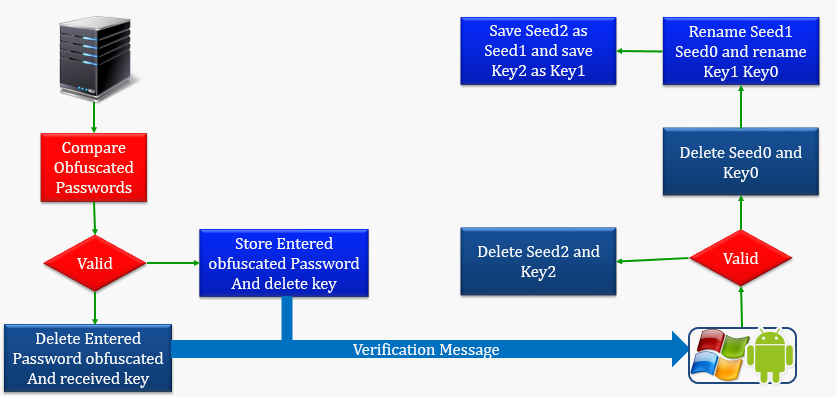 Compare
Obfuscated
Passwords
Valid
Store Entered
obfuscated Password
And delete key
Delete Entered
Password obfuscated
And received key
Verification Message
Valid
Delete Seed2 and
Key2
Delete Seed0 and
Key0
Rename Seed1
Seed0 and rename
Key1 Key0
Save Seed2 as
Seed1 and save
Key2 as Key1